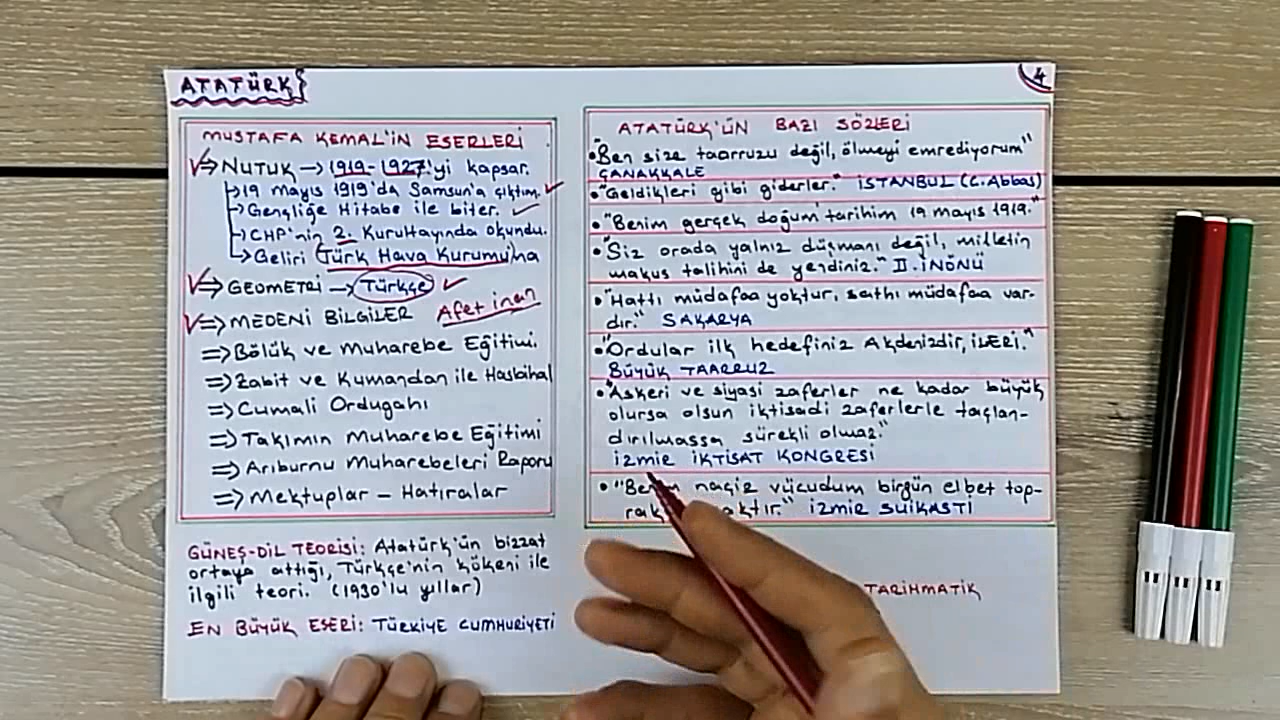 ATATÜRK
4
MUSTAFA KEMAL'İN ESERLERİ
⇒ NUTUK → 1919-1927'yi kapsar.
→ 19 mayıs 1919'da Samsun'a çıktım.
→ Gençliğe Hitabe ile biter.
→ CHP'nin 2. Kurultayında okundu.
→ Geliri Türk Hava Kurumu'na
⇒ GEOMETRİ → Türkçe
⇒ MEDENİ BİLGİLER Afet inan
⇒ Bölük ve Muharebe Eğitimi.
⇒ Zabit ve Kumandan ile Hasbihal
⇒ Cumali Ordugahı
⇒ Takımın Muharebe Eğitimi
⇒ Arıburnu Muharebeleri Raporu
⇒ Mektuplar - Hatıralar
GÜNEŞ-DİL TEORİSİ: Atatürk'ün bizzat
ortaya attığı, Türkçe'nin kökeni ile
ilgili teori. (1930'lu yıllar)
EN BÜYÜK ESERİ: TÜRKİYE CUMHURİYETİ
ATATÜRK'ÜN BAZI SÖZLERİ
• "Ben size taarruzu değil, ölmeyi emrediyorum"
ÇANAKKALE
• "Geldikleri gibi giderler." İSTANBUL (C.Abbas)
• "Benim gerçek doğum tarihim 19 mayıs 1919."
• "Siz orada yalnız düşmanı değil, milletin
makus talihini de yendiniz." II. İNÖNÜ
• "Hattı müdafaa yoktur, sathı müdafaa var-
dır." SAKARYA
• "Ordular ilk hedefiniz Akdenizdir, İLERİ."
BÜYÜK TAARRUZ
• "Askeri ve siyasi zaferler ne kadar büyük
olursa olsun iktisadi zaferlerle taçlan-
dırılmassa sürekli olmaz."
İZMİR İKTİSAT KONGRESİ
• "Benim naçiz vücudum birgün elbet top-
İZMİR SUİKASTİ
TARİHMATİK